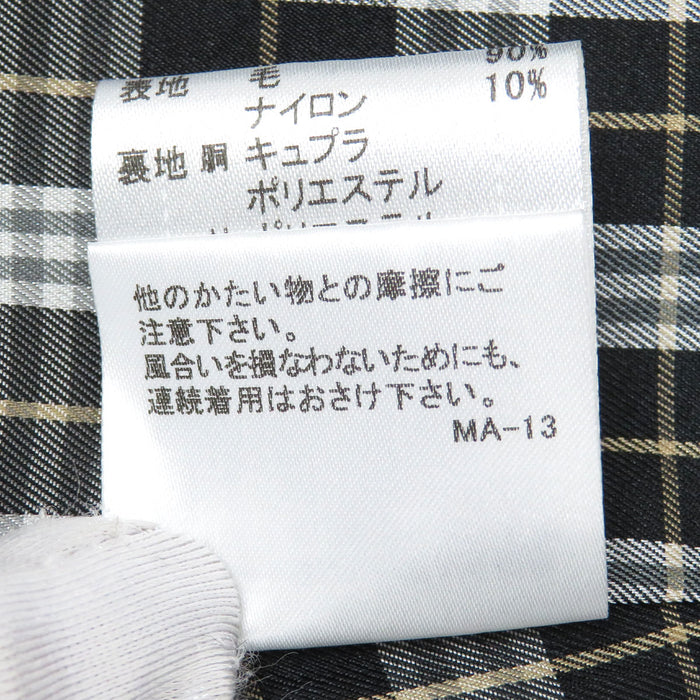 表地 毛 90%
ナイロン 10%
裏地 胴 キュプラ
ポリエステル
他のかたい物との摩擦にご
注意下さい。
風合いを損なわないためにも、
連続着用はおさけ下さい。
MA-13